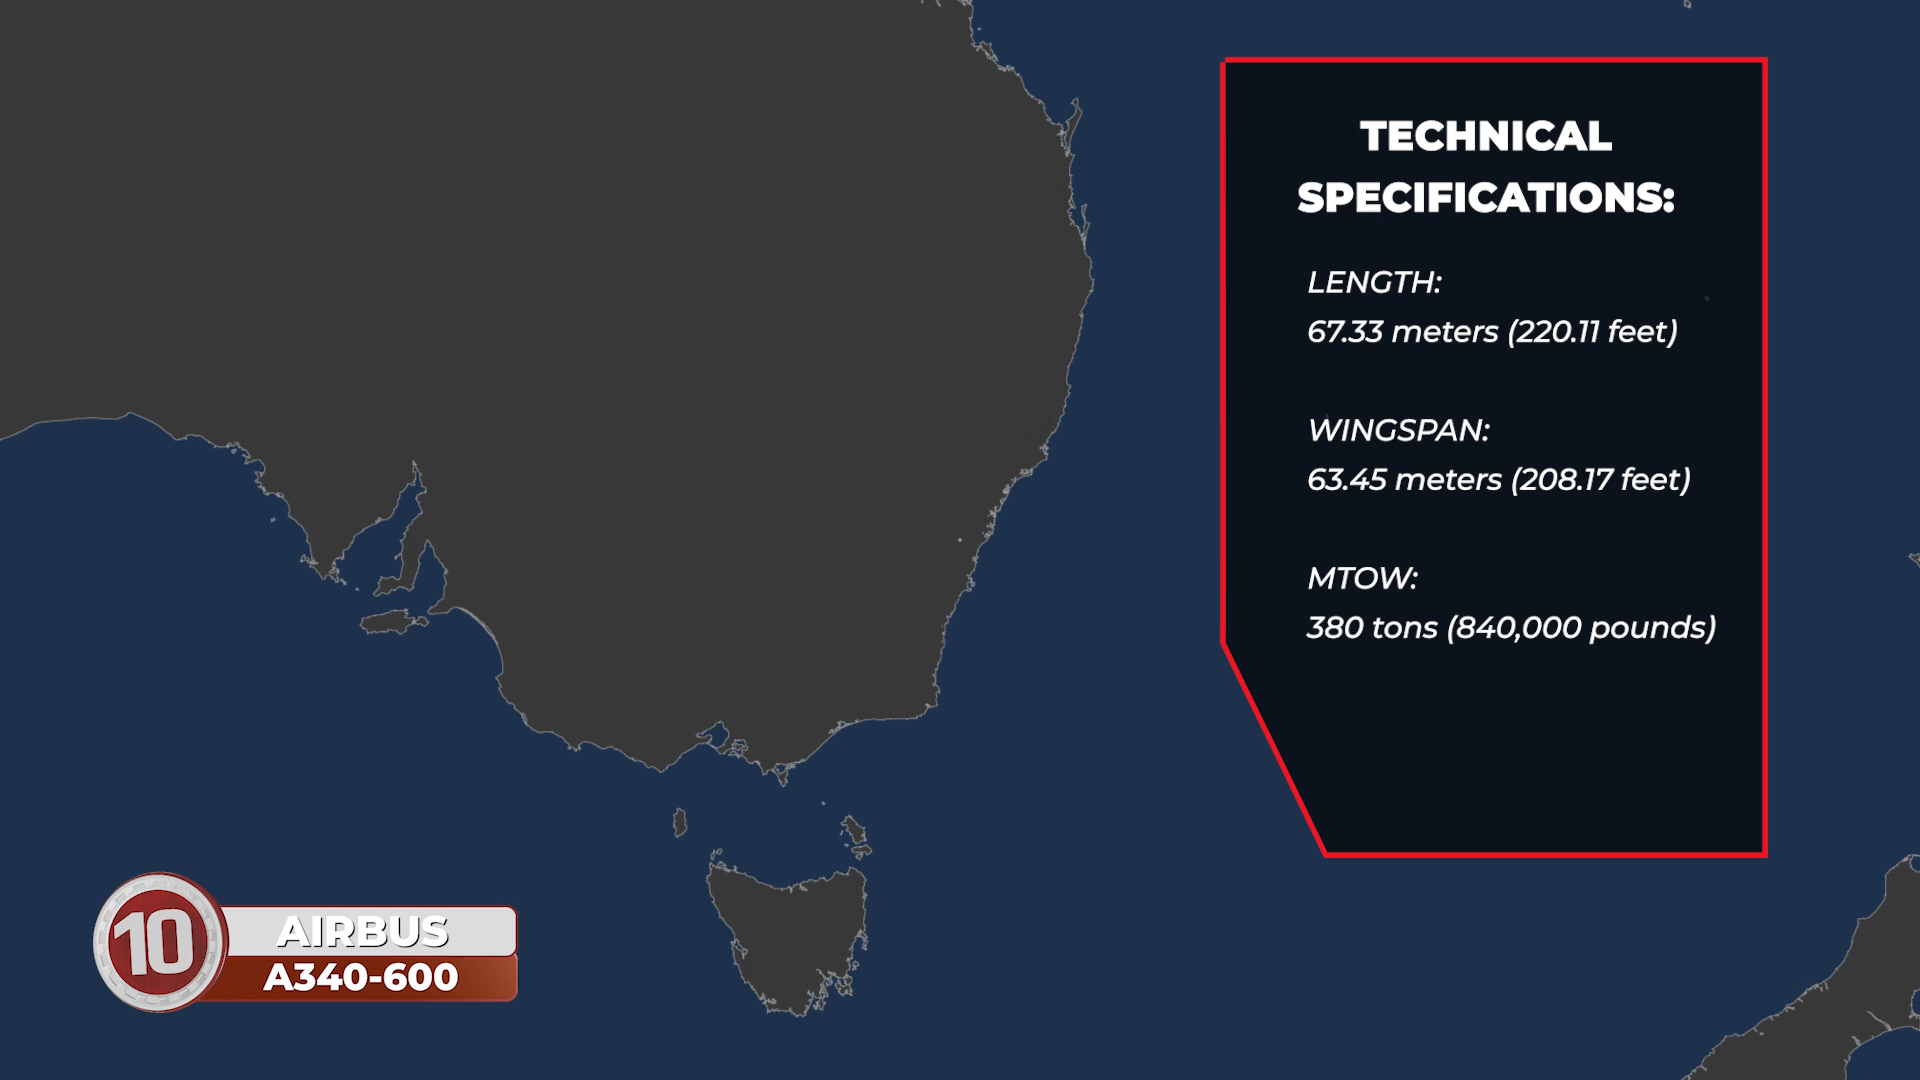 TECHNICAL
SPECIFICATIONS:
LENGTH:
67.33 meters (220.11 feet)
WINGSPAN:
63.45 meters (208.17 feet)
MTOW:
380 tons (840,000 pounds)
10
AIRBUS
A340-600